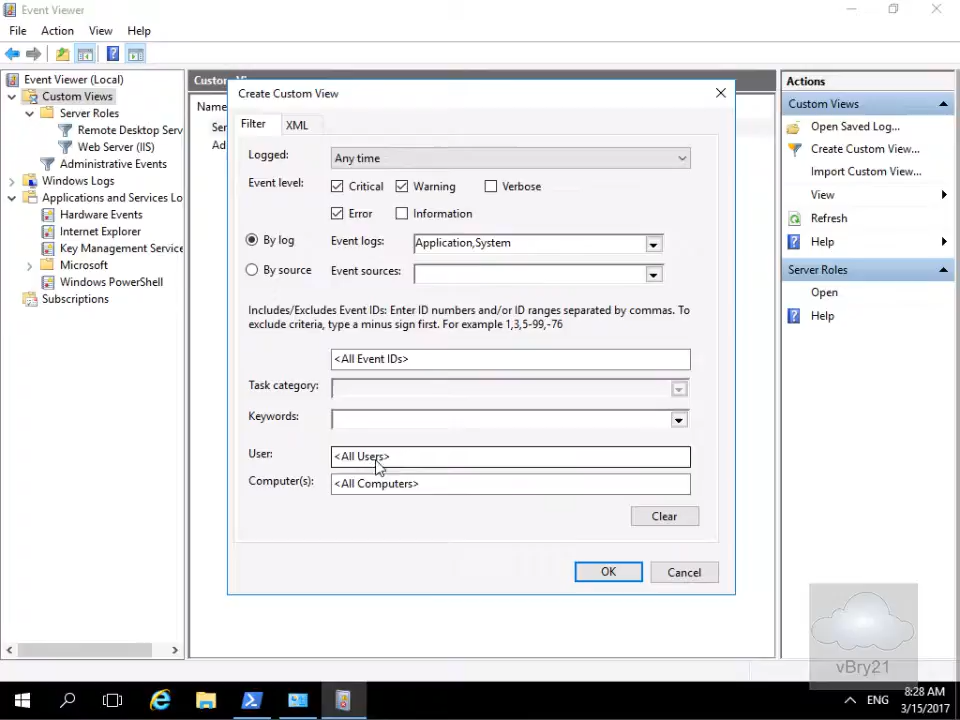 Event Viewer
File Action View Help
Event Viewer (Local)
Custom Views
Server Roles
Remote Desktop Serv
Web Server (IIS)
Administrative Events
Windows Logs
Applications and Services Lo
Hardware Events
Internet Explorer
Key Management Service
Microsoft
Windows PowerShell
Subscriptions
Custom
Name
Ser
Ad
Create Custom View
Filter XML
Logged: Any time
Event level: Critical Warning Verbose
Error Information
By log Event logs: Application,System
By source Event sources:
Includes/Excludes Event IDs: Enter ID numbers and/or ID ranges separated by commas. To
exclude criteria, type a minus sign first. For example 1,3,5-99,-76
<All Event IDs>
Task category:
Keywords:
User: <All Users>
Computer(s): <All Computers>
Clear
OK Cancel
Actions
Custom Views
Open Saved Log...
Create Custom View...
Import Custom View...
View
Refresh
Help
Server Roles
Open
Help
vBry21
ENG
8:28 AM
3/15/2017